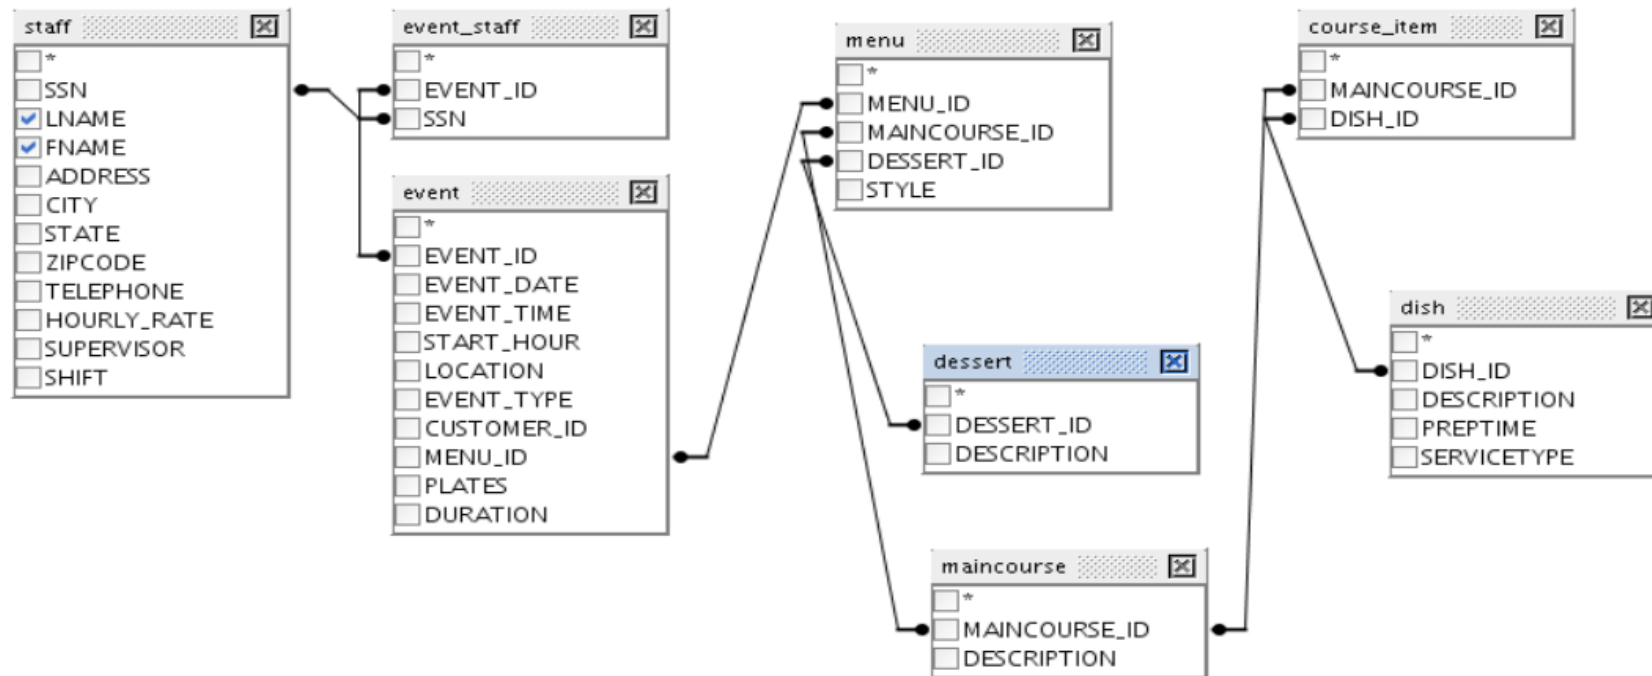 staff
*
SSN
LNAME
FNAME
ADDRESS
CITY
STATE
ZIPCODE
TELEPHONE
HOURLY_RATE
SUPERVISOR
SHIFT
event_staff
*
EVENT_ID
SSN
event
*
EVENT_ID
EVENT_DATE
EVENT_TIME
START_HOUR
LOCATION
EVENT_TYPE
CUSTOMER_ID
MENU_ID
PLATES
DURATION
menu
*
MENU_ID
MAINCOURSE_ID
DESSERT_ID
STYLE
dessert
*
DESSERT_ID
DESCRIPTION
maincourse
*
MAINCOURSE_ID
DESCRIPTION
course_item
*
MAINCOURSE_ID
DISH_ID
dish
*
DISH_ID
DESCRIPTION
PREPTIME
SERVICETYPE